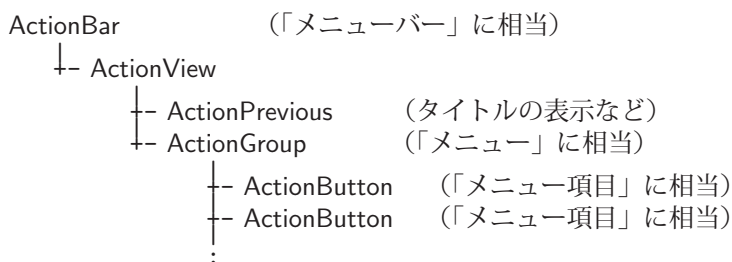 ActionBar （「メニューバー」に相当）
ActionView
ActionPrevious （タイトルの表示など）
ActionGroup （「メニュー」に相当）
ActionButton （「メニュー項目」に相当）
ActionButton （「メニュー項目」に相当）
⋮